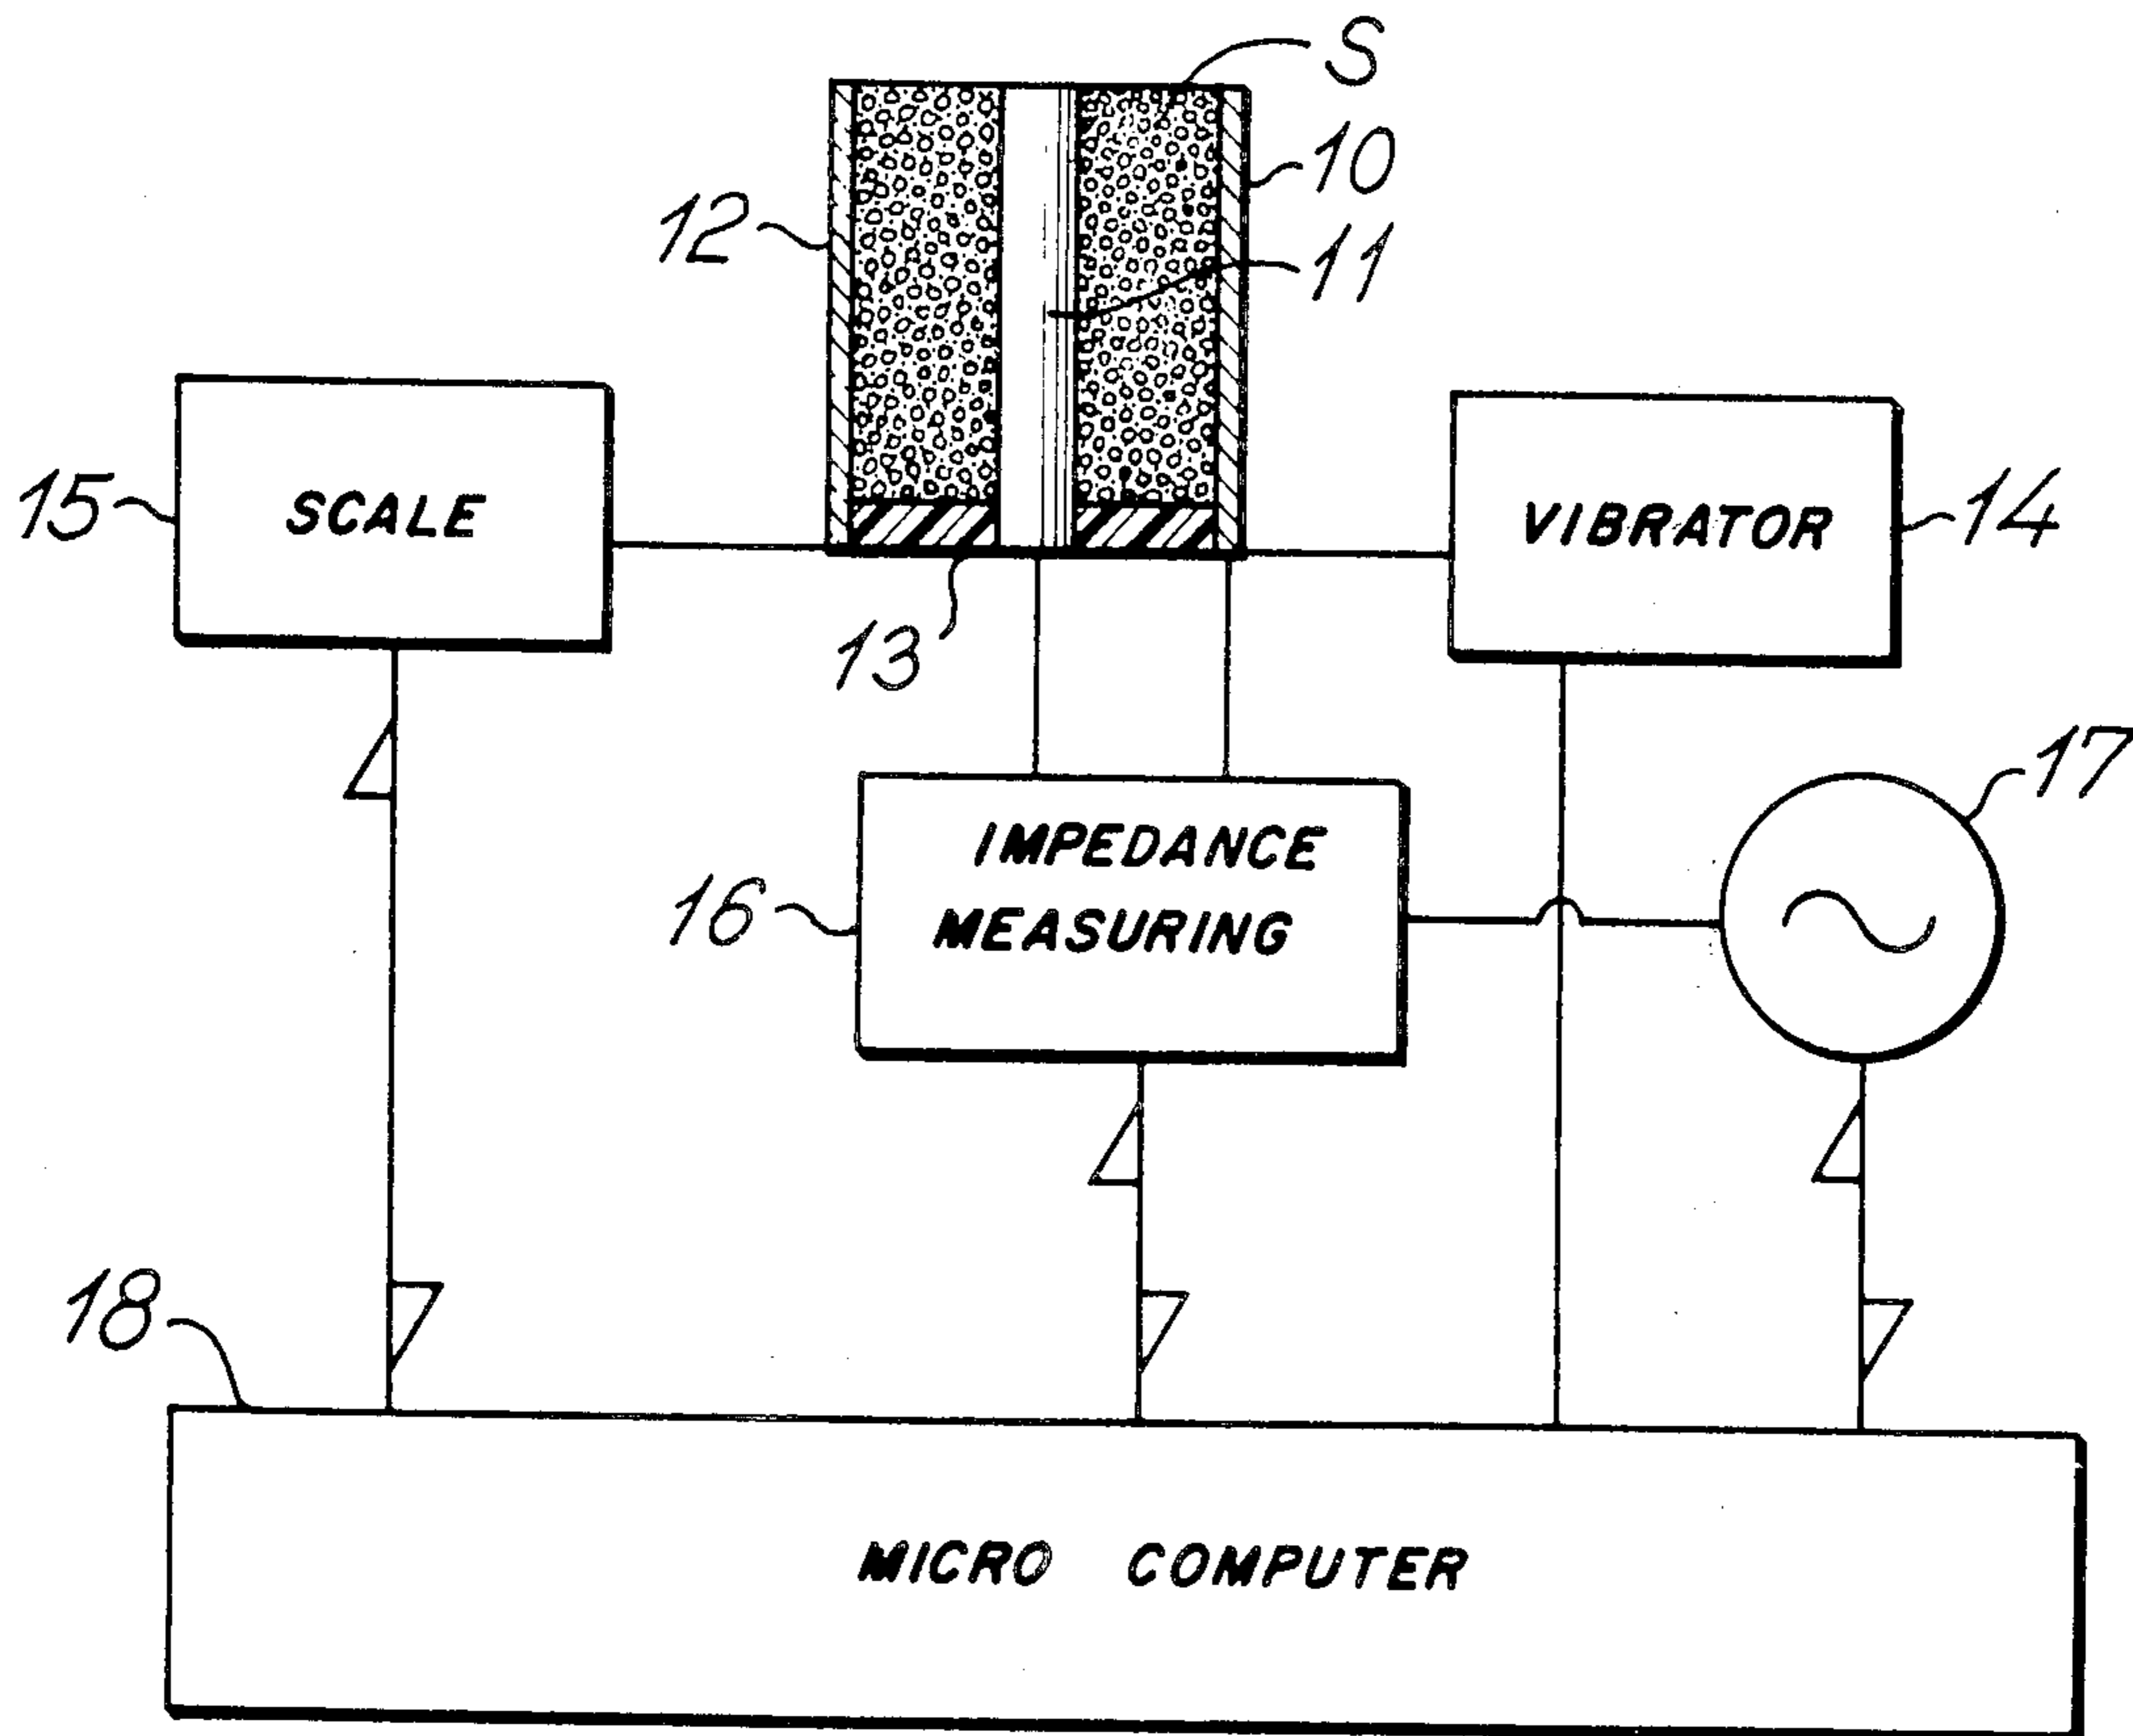 S
10
12
11
15
SCALE
VIBRATOR
14
13
17
IMPEDANCE
16
MEASURING
18
MICRO COMPUTER